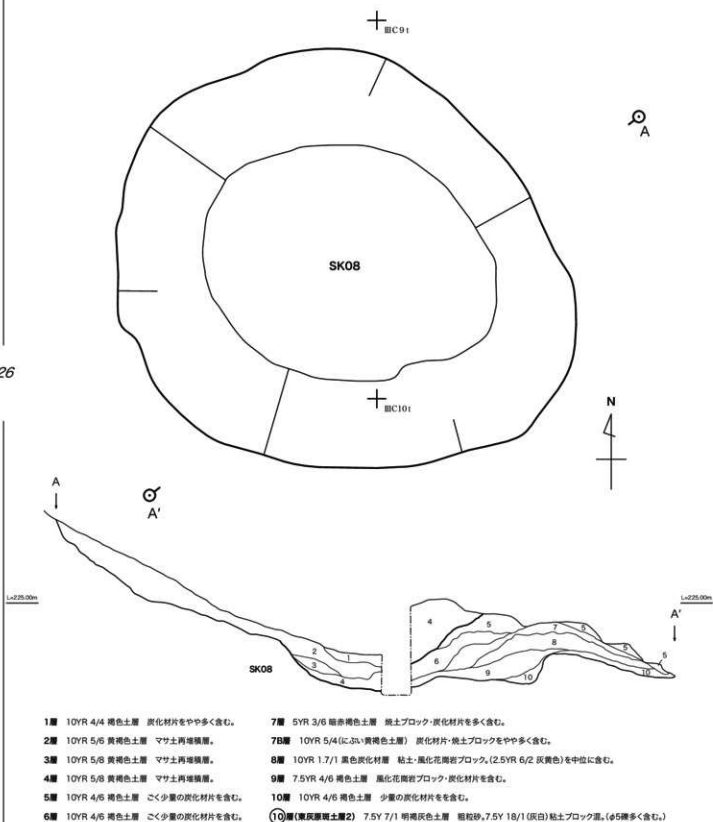 ⅢC9t
A
SK08
26
ⅢC10t
N
A
A'
L=225.00m
L=225.00m
A'
4
5
7
5
5
5
2
1
3
4
6
8
9
10
10
SK08
1層 10YR 4/4 褐色土層 炭化材片をやや多く含む。
2層 10YR 5/6 黄褐色土層 マサ土再堆積層。
3層 10YR 5/8 黄褐色土層 マサ土再堆積層。
4層 10YR 5/8 黄褐色土層 マサ土再堆積層。
5層 10YR 4/6 褐色土層 ごく少量の炭化材片を含む。
6層 10YR 4/6 褐色土層 ごく少量の炭化材片を含む。
7層 5YR 3/6 暗赤褐色土層 焼土ブロック・炭化材片を多く含む。
7B層 10YR 5/4(にぶい黄褐色土層) 炭化材片・焼土ブロックをやや多く含む。
8層 10YR 1.7/1 黒色炭化材層 粘土・風化花崗岩ブロック。(2.5YR 6/2 灰黄色)を中位に含む。
9層 7.5YR 4/6 褐色土層 風化花崗岩ブロック・炭化材片を含む。
10層 10YR 4/6 褐色土層 少量の炭化材片をを含む。
⑩層(東灰原斑土層2) 7.5Y 7/1 明褐灰色土層 粗粒砂。7.5Y 18/1(灰白)粘土ブロック混。(φ5礫多く含む。)